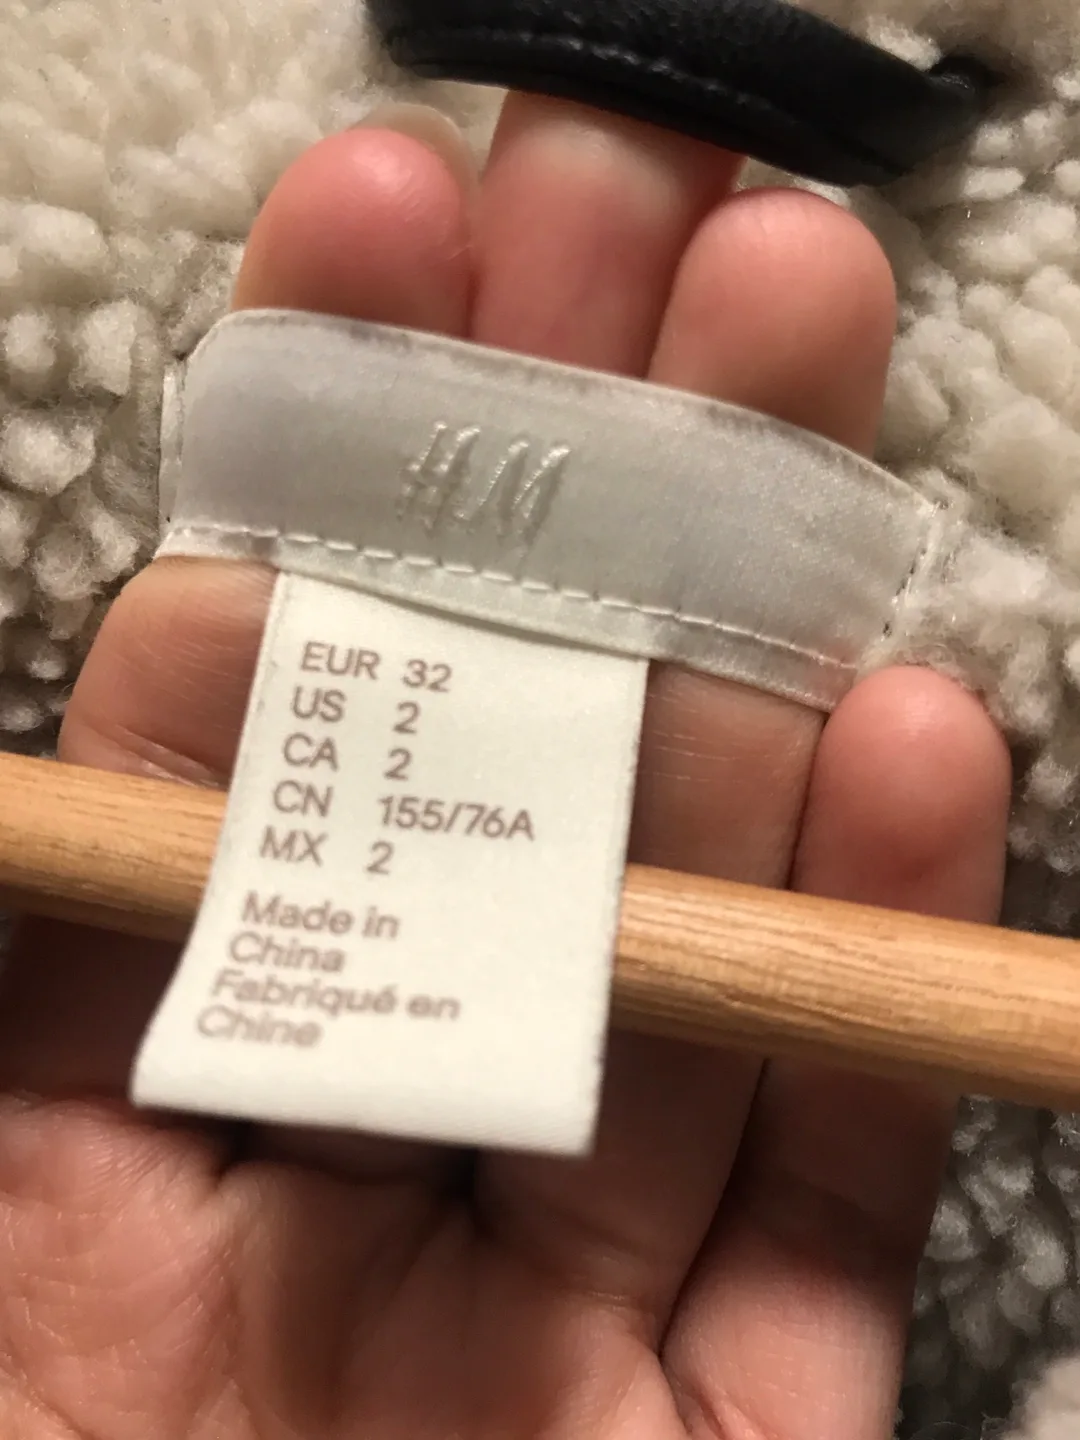 H&M
EUR 32
US 2
CA 2
CN 155/76A
MX 2
Made in
China
Fabriqué en
Chine